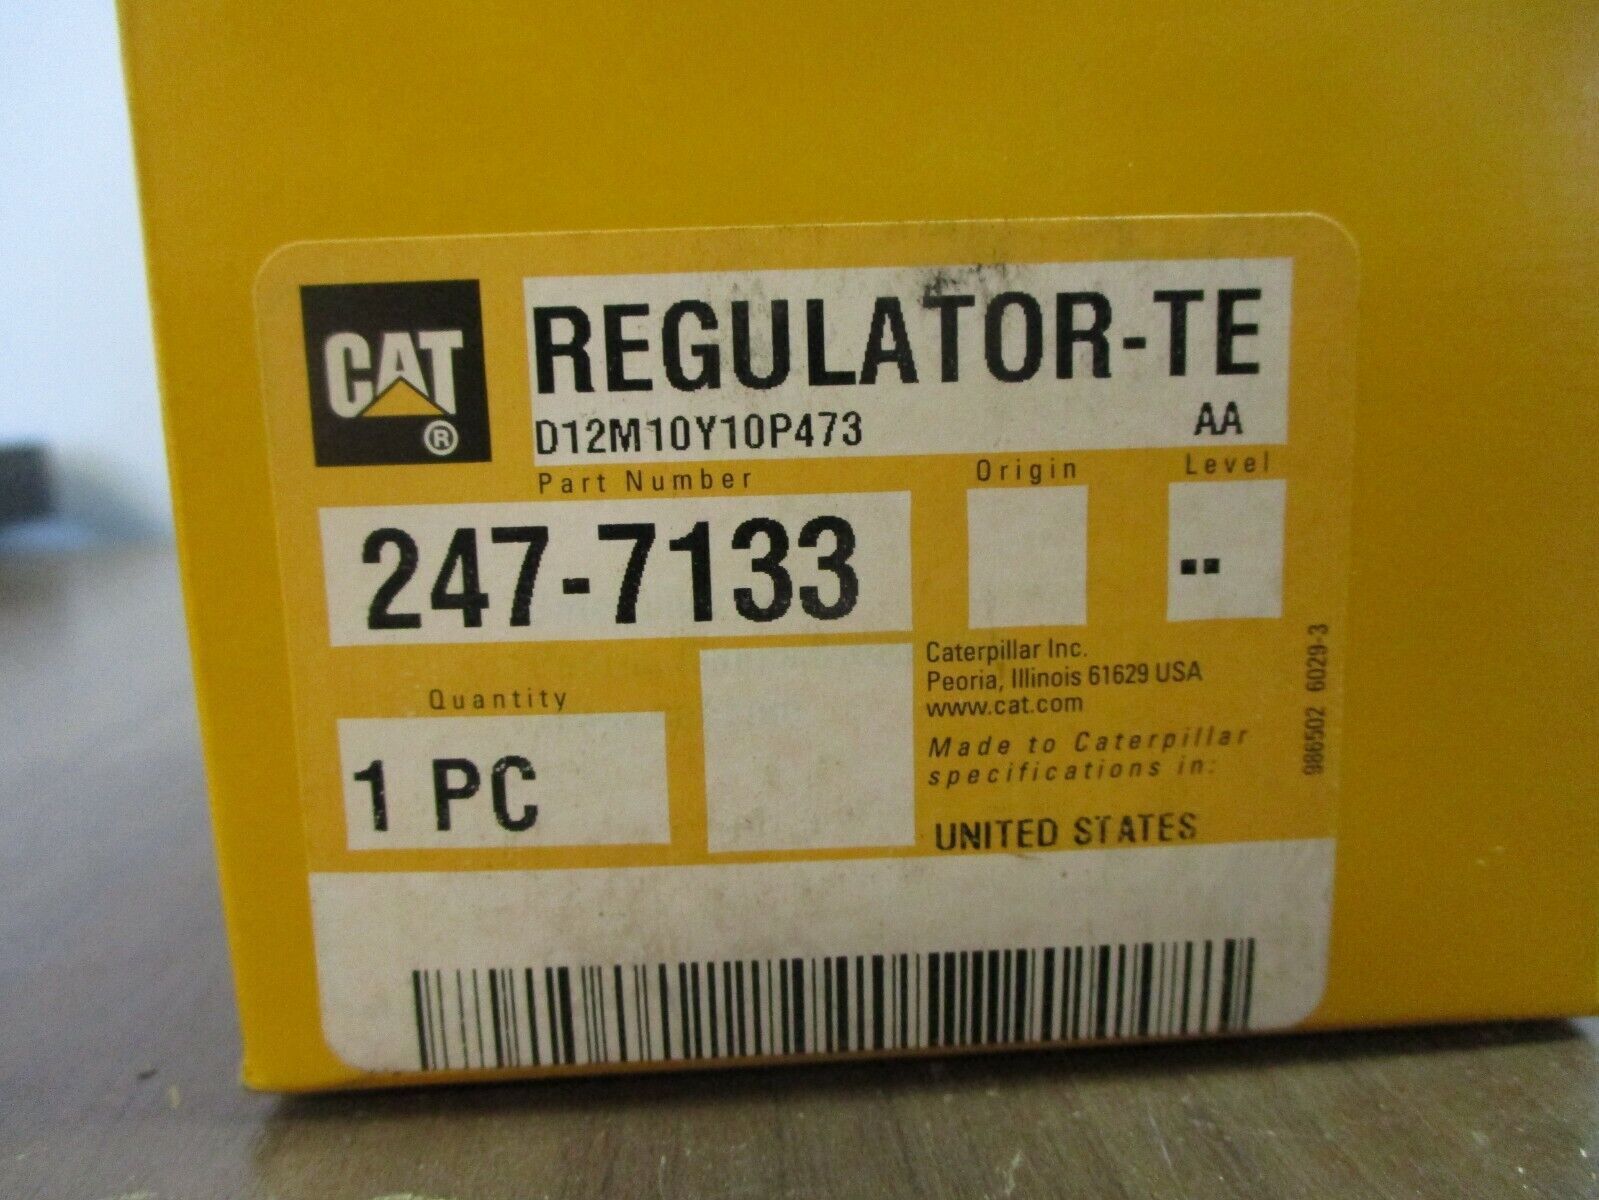 CAT
®
REGULATOR-TE
D12M10Y10P473 AA
Part Number Origin Level
247-7133 --
Quantity
1 PC
Caterpillar Inc.
Peoria, Illinois 61629 USA
www.cat.com
Made to Caterpillar
specifications in:
UNITED STATES
986502 6029-3